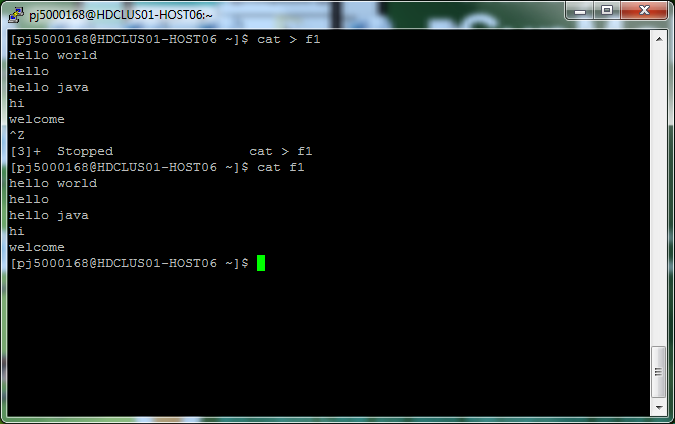 pj5000168@HDCLUS01-HOST06:~
[pj5000168@HDCLUS01-HOST06 ~]$ cat > f1
hello world
hello
hello java
hi
welcome
^Z
[3]+  Stopped                 cat > f1
[pj5000168@HDCLUS01-HOST06 ~]$ cat f1
hello world
hello
hello java
hi
welcome
[pj5000168@HDCLUS01-HOST06 ~]$